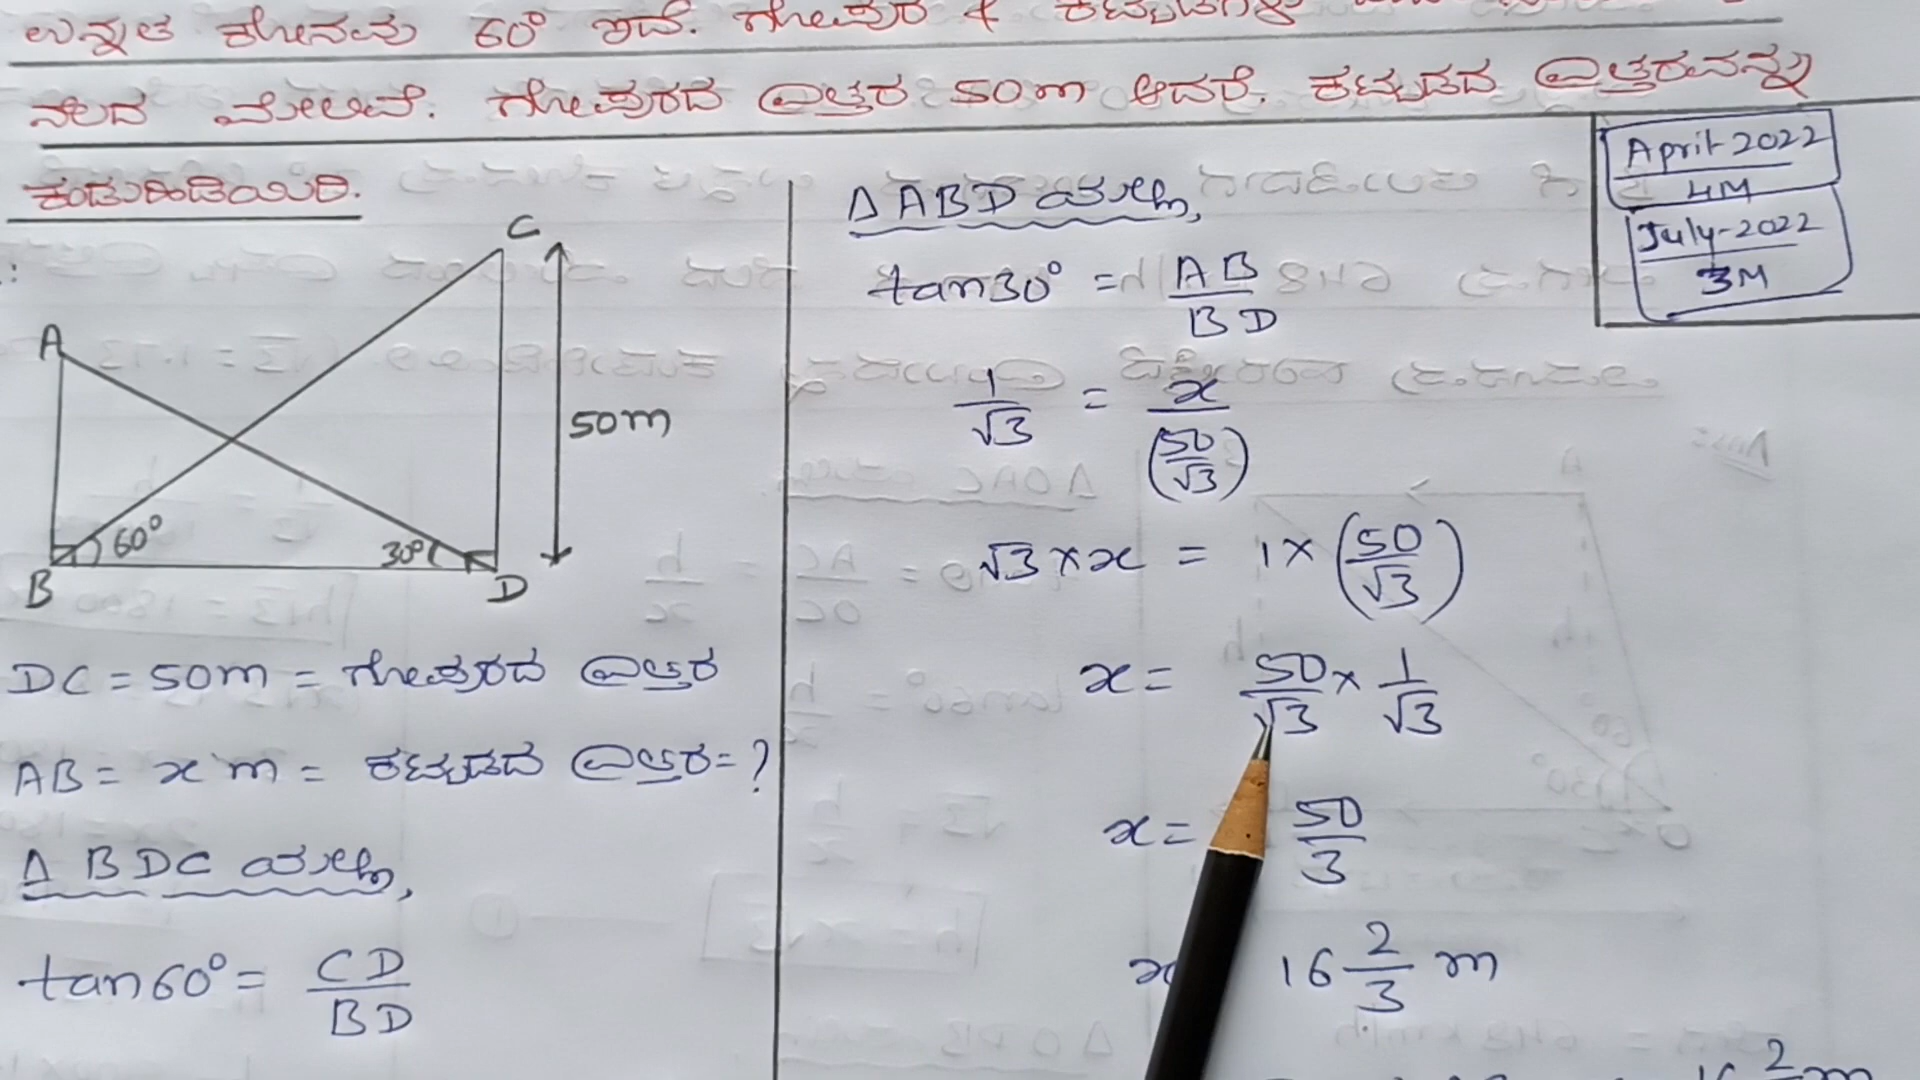 ಉನ್ನತ ಕೋನವು 60° ಇದೆ. ಗೋಪುರ &
ನೆಲದ ಮೇಲಿವೆ. ಗೋಪುರದ ಎತ್ತರ 50m ಆದರೆ. ಕಟ್ಟಡದ ಎತ್ತರವನ್ನು
ಕಂಡುಹಿಡಿಯಿರಿ.
April-2022
4M
July-2022
3M
C
A
50m
60°
30°
B
D
DC = 50m = ಗೋಪುರದ ಎತ್ತರ
AB = x m = ಕಟ್ಟಡದ ಎತ್ತರ = ?
Δ BDC ಯಲ್ಲಿ,
tan60° = CD/BD
Δ ABD ಯಲ್ಲಿ,
tan30° = AB/BD
1/√3 = x/(50/√3)
√3 × x = 1 × (50/√3)
x = 50/√3 × 1/√3
x = 50/3
x 16 2/3 m